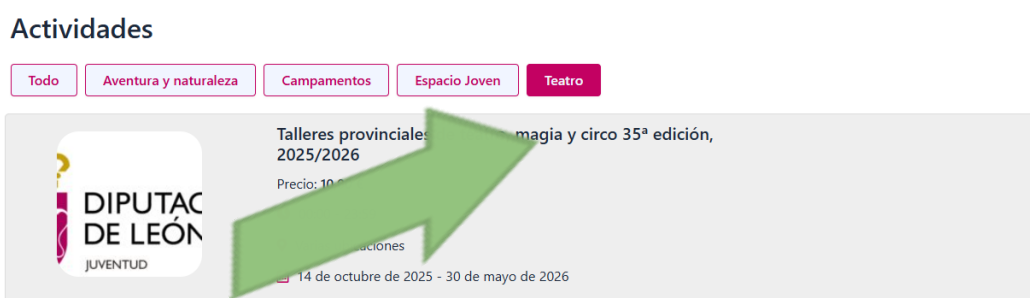 Actividades
Todo
Aventura y naturaleza
Campamentos
Espacio Joven
Teatro
Talleres provinciales magia y circo 35ª edición,
2025/2026
Precio:
DIPUTAC
DE LEÓN
JUVENTUD
14 de octubre de 2025 - 30 de mayo de 2026